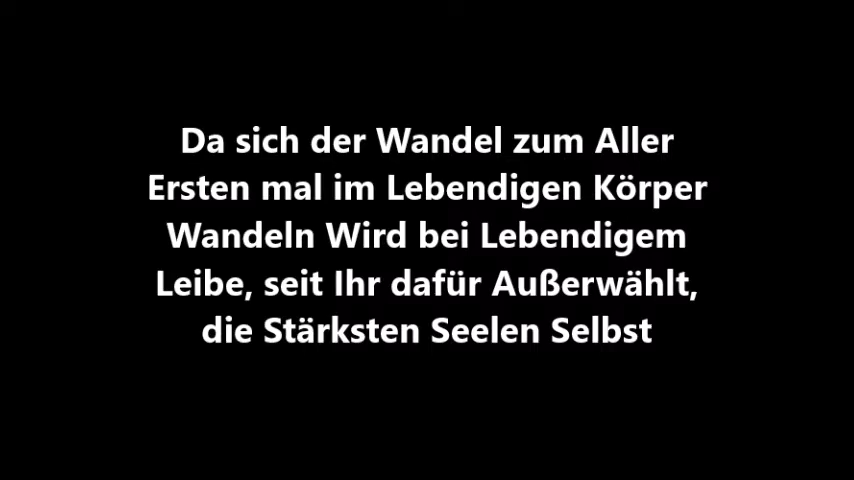 Da sich der Wandel zum Aller
Ersten mal im Lebendigen Körper
Wandeln Wird bei Lebendigem
Leibe, seit Ihr dafür Außerwählt,
die Stärksten Seelen Selbst